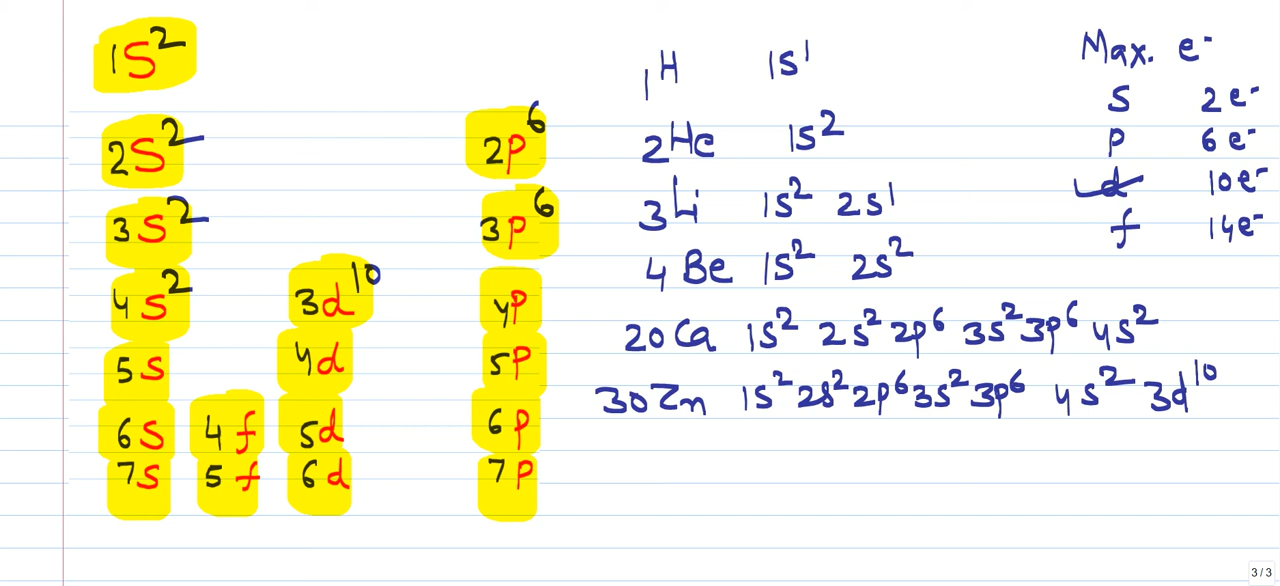 1s²
2s² 2p⁶
3s² 3p⁶
4s² 3d¹⁰ 4p
5s 4d 5p
6s 4f 5d 6p
7s 5f 6d 7p
1H 1s¹
2He 1s²
3Li 1s² 2s¹
4Be 1s² 2s²
20Ca 1s² 2s² 2p⁶ 3s² 3p⁶ 4s²
30Zn 1s² 2s² 2p⁶ 3s² 3p⁶ 4s² 3d¹⁰
Max. e⁻
s 2e⁻
p 6e⁻
d 10e⁻
f 14e⁻
3 / 3